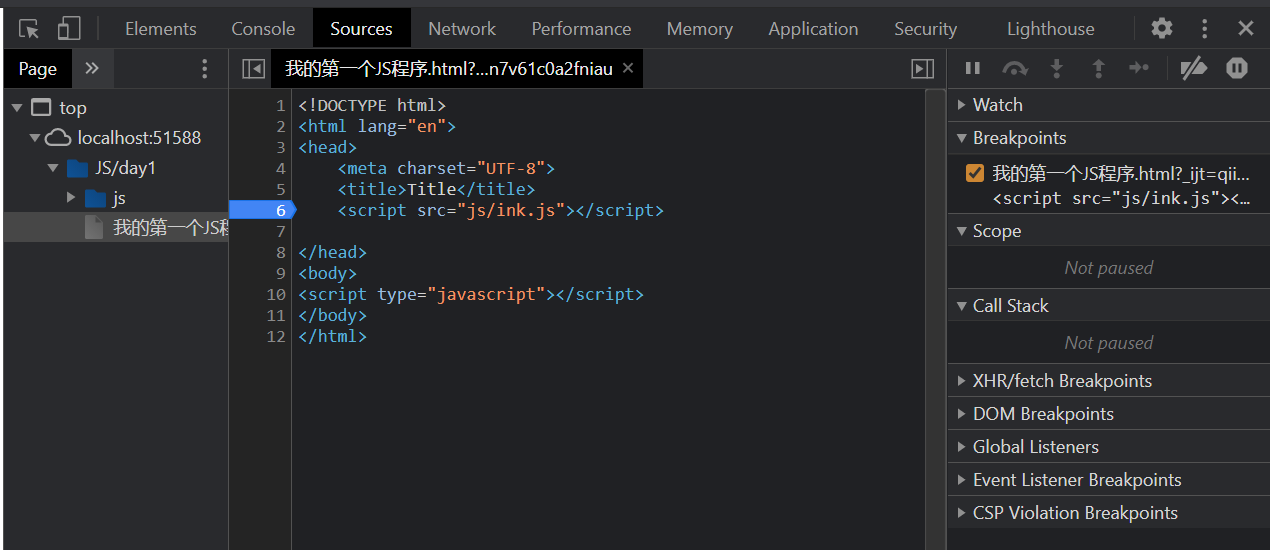 Elements Console Sources Network Performance Memory Application Security Lighthouse
Page
我的第一个JS程序.html?...n7v61c0a2fniau
top
localhost:51588
JS/day1
js
我的第一个JS
1 <!DOCTYPE html>
2 <html lang="en">
3 <head>
4 <meta charset="UTF-8">
5 <title>Title</title>
6 <script src="js/ink.js"></script>
7
8 </head>
9 <body>
10 <script type="javascript"></script>
11 </body>
12 </html>
Watch
Breakpoints
我的第一个JS程序.html?_ijt=qii...
<script src="js/ink.js"><...
Scope
Not paused
Call Stack
Not paused
XHR/fetch Breakpoints
DOM Breakpoints
Global Listeners
Event Listener Breakpoints
CSP Violation Breakpoints